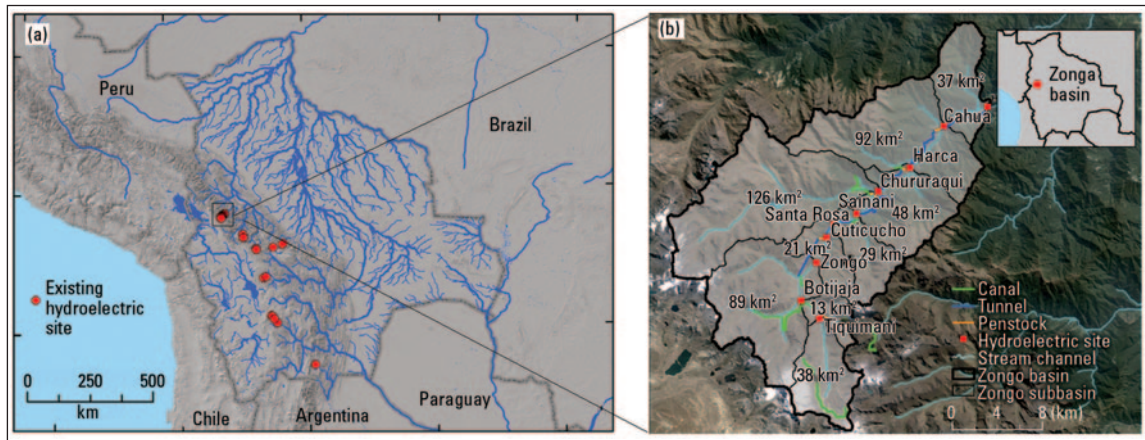 (a)
Peru
Brazil
Existing
hydroelectric
site
0 250 500
km
Chile
Argentina
Paraguay
(b)
Zonga
basin
37 km²
Cahua
92 km²
Harca
Chururaqui
126 km²
Sainani
Santa Rosa
48 km²
Cuticucho
21 km²
29 km²
Zongo
Botijaja
89 km²
13 km²
Tiquimani
38 km²
Canal
Tunnel
Penstock
Hydroelectric site
Stream channel
Zongo basin
Zongo subbasin
0 4 8 (km)